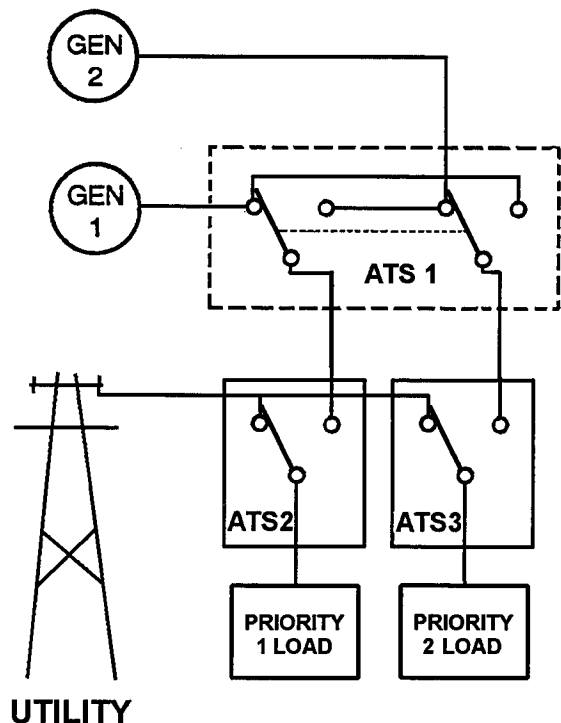 GEN
2
GEN
1
ATS 1
ATS2
ATS3
PRIORITY
1 LOAD
PRIORITY
2 LOAD
UTILITY